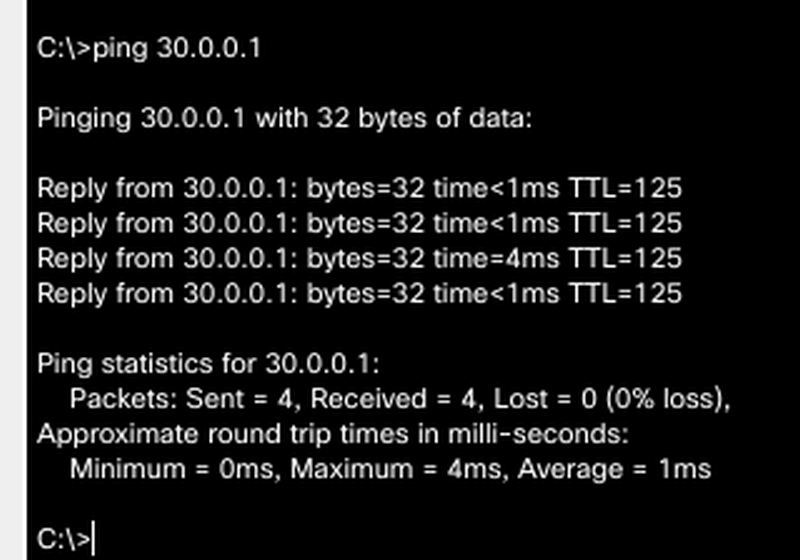 C:\>ping 30.0.0.1
Pinging 30.0.0.1 with 32 bytes of data:
Reply from 30.0.0.1: bytes=32 time<1ms TTL=125
Reply from 30.0.0.1: bytes=32 time<1ms TTL=125
Reply from 30.0.0.1: bytes=32 time=4ms TTL=125
Reply from 30.0.0.1: bytes=32 time<1ms TTL=125
Ping statistics for 30.0.0.1:
Packets: Sent = 4, Received = 4, Lost = 0 (0% loss),
Approximate round trip times in milli-seconds:
Minimum = 0ms, Maximum = 4ms, Average = 1ms
C:\>